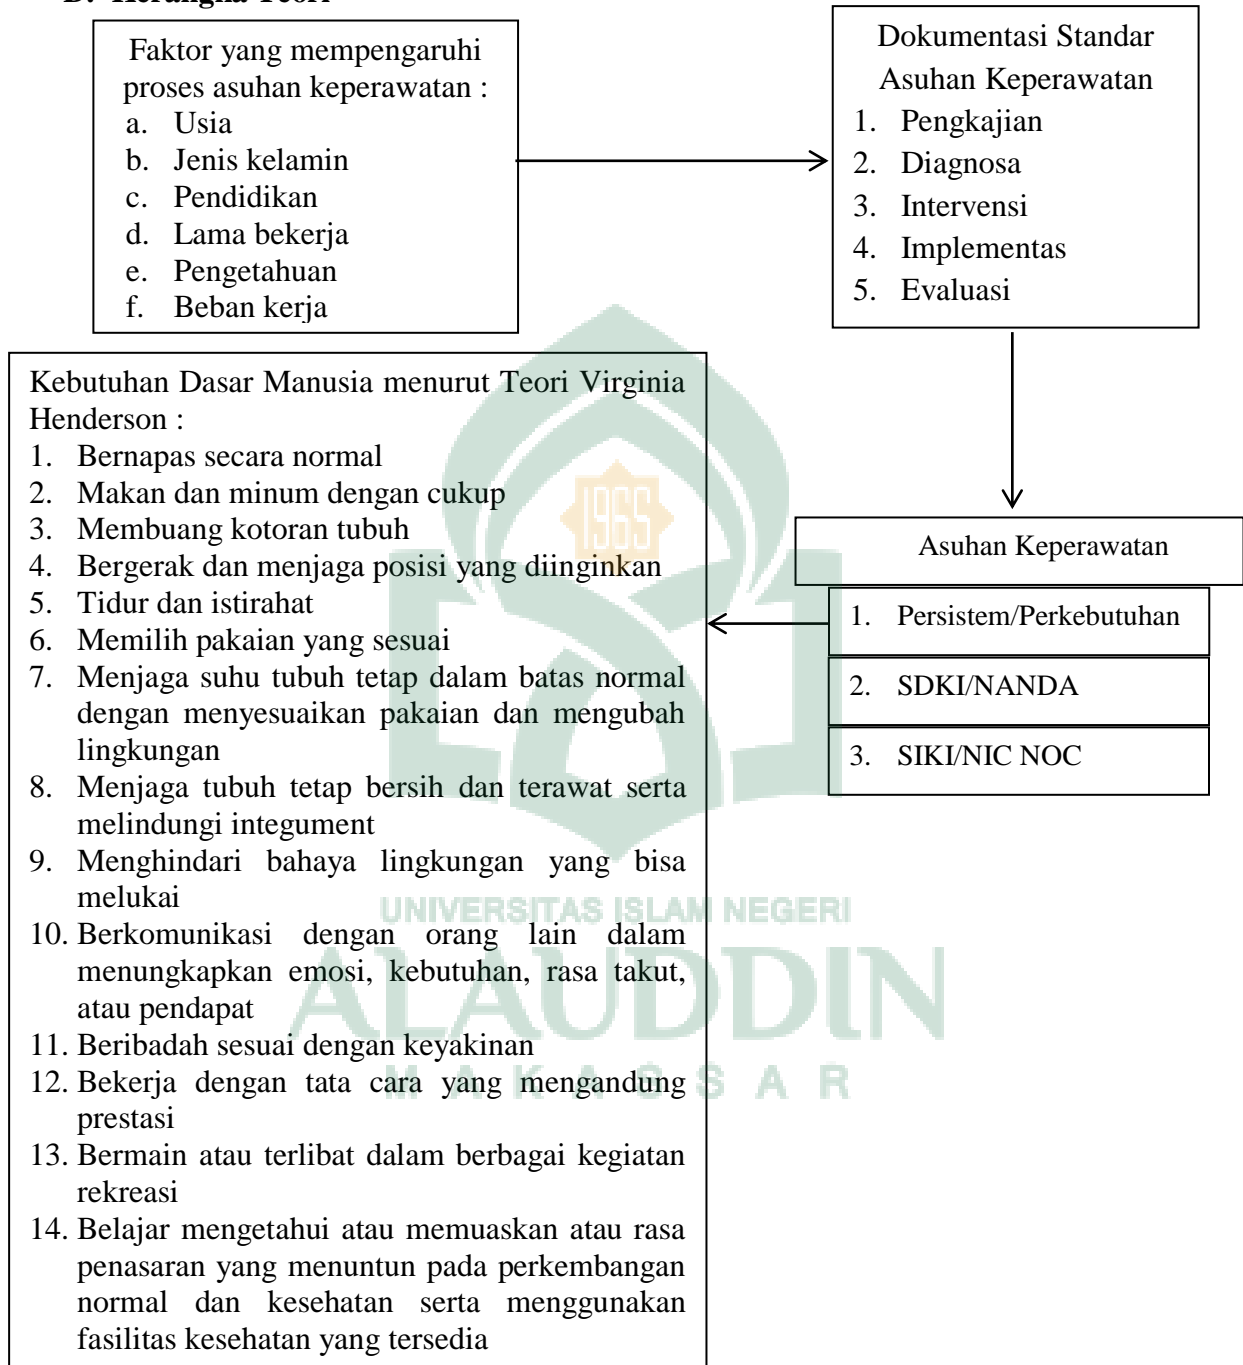 D. Kerangka Teori
Faktor yang mempengaruhi
proses asuhan keperawatan :
a. Usia
b. Jenis kelamin
c. Pendidikan
d. Lama bekerja
e. Pengetahuan
f. Beban kerja
Dokumentasi Standar
Asuhan Keperawatan
1. Pengkajian
2. Diagnosa
3. Intervensi
4. Implementas
5. Evaluasi
Asuhan Keperawatan
1. Persistem/Perkebutuhan
2. SDKI/NANDA
3. SIKI/NIC NOC
Kebutuhan Dasar Manusia menurut Teori Virginia
Henderson :
1. Bernapas secara normal
2. Makan dan minum dengan cukup
3. Membuang kotoran tubuh
4. Bergerak dan menjaga posisi yang diinginkan
5. Tidur dan istirahat
6. Memilih pakaian yang sesuai
7. Menjaga suhu tubuh tetap dalam batas normal
dengan menyesuaikan pakaian dan mengubah
lingkungan
8. Menjaga tubuh tetap bersih dan terawat serta
melindungi integument
9. Menghindari bahaya lingkungan yang bisa
melukai
10. Berkomunikasi dengan orang lain dalam
menungkapkan emosi, kebutuhan, rasa takut,
atau pendapat
11. Beribadah sesuai dengan keyakinan
12. Bekerja dengan tata cara yang mengandung
prestasi
13. Bermain atau terlibat dalam berbagai kegiatan
rekreasi
14. Belajar mengetahui atau memuaskan atau rasa
penasaran yang menuntun pada perkembangan
normal dan kesehatan serta menggunakan
fasilitas kesehatan yang tersedia
1965
UNIVERSITAS ISLAM NEGERI
ALAUDDIN
MAKASSAR